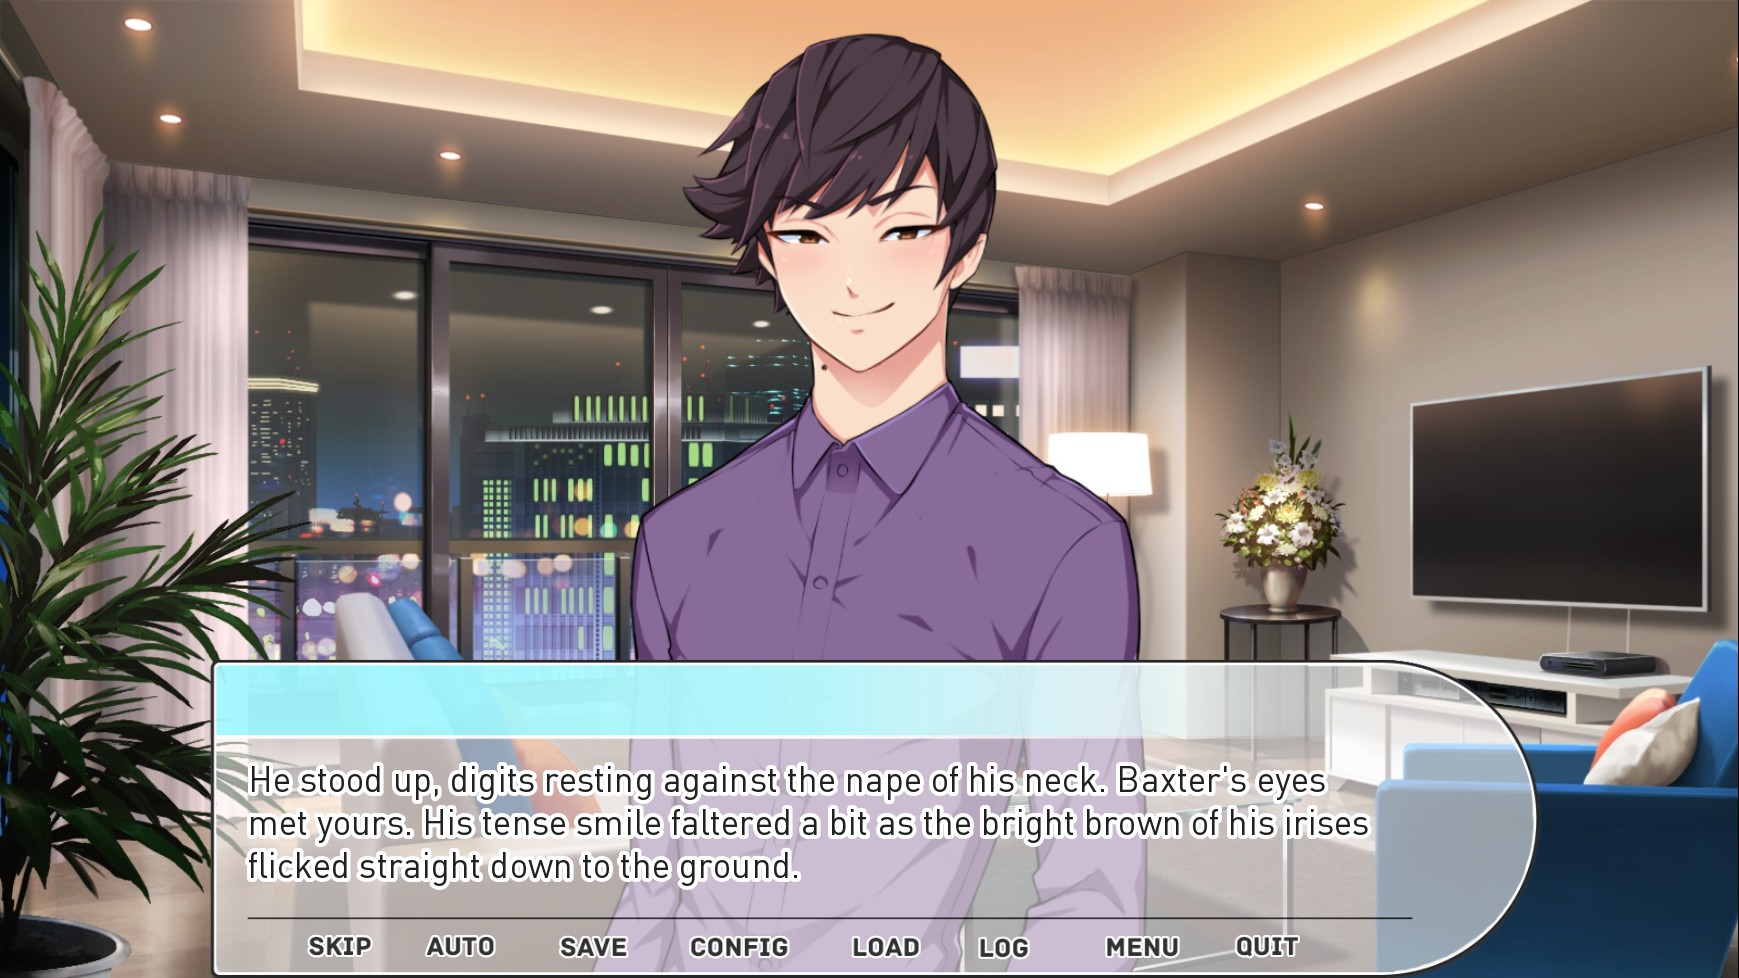 He stood up, digits resting against the nape of his neck. Baxter's eyes
met yours. His tense smile faltered a bit as the bright brown of his irises
flicked straight down to the ground.
SKIP AUTO SAVE CONFIG LOAD LOG MENU QUIT